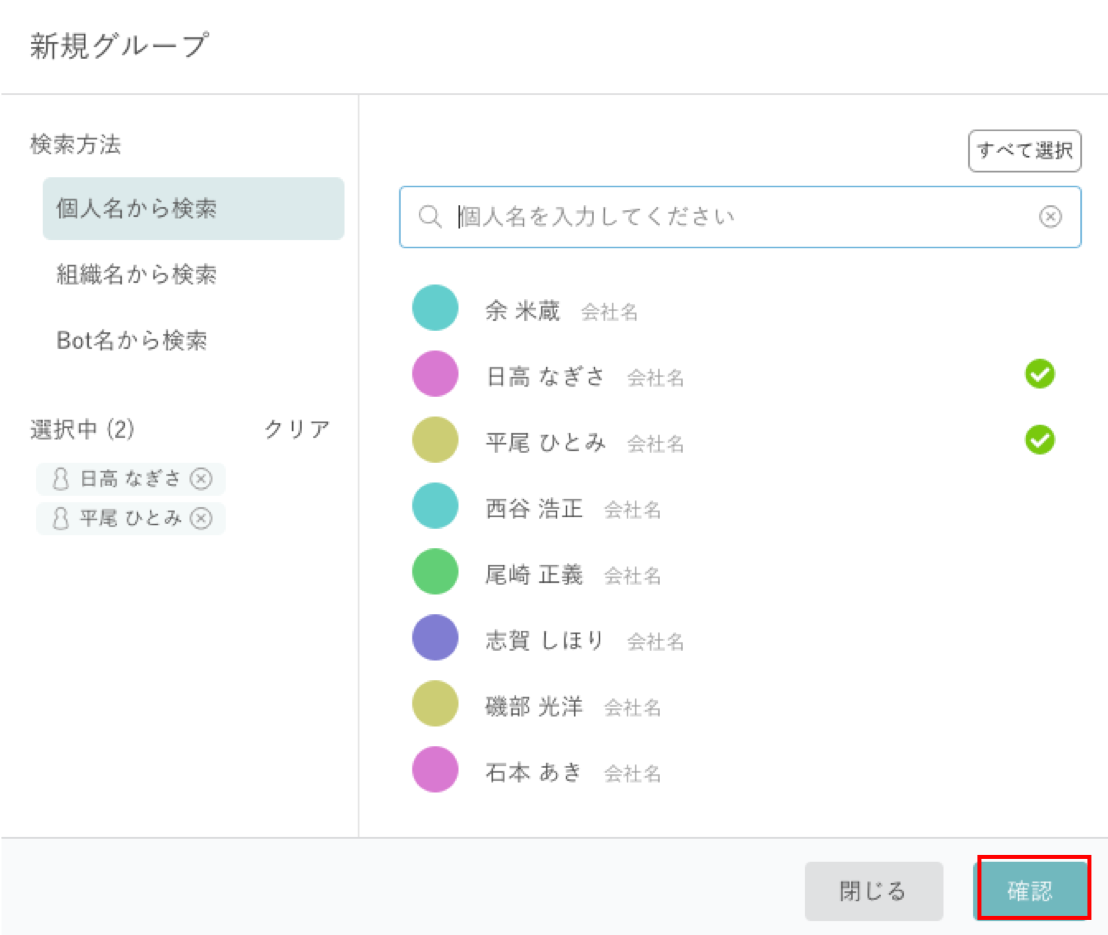 新規グループ
検索方法
個人名から検索
組織名から検索
Bot名から検索
選択中 (2) クリア
日高 なぎさ
平尾 ひとみ
すべて選択
個人名を入力してください
余 米蔵 会社名
日高 なぎさ 会社名
平尾 ひとみ 会社名
西谷 浩正 会社名
尾崎 正義 会社名
志賀 しほり 会社名
磯部 光洋 会社名
石本 あき 会社名
閉じる 確認